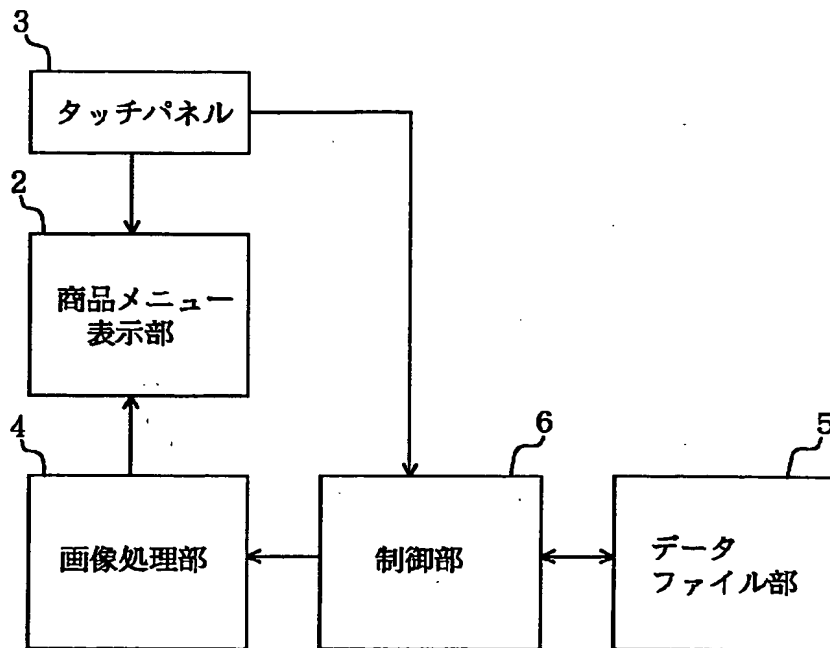 3
タッチパネル
2
商品メニュー
表示部
4
画像処理部
6
制御部
5
データ
ファイル部